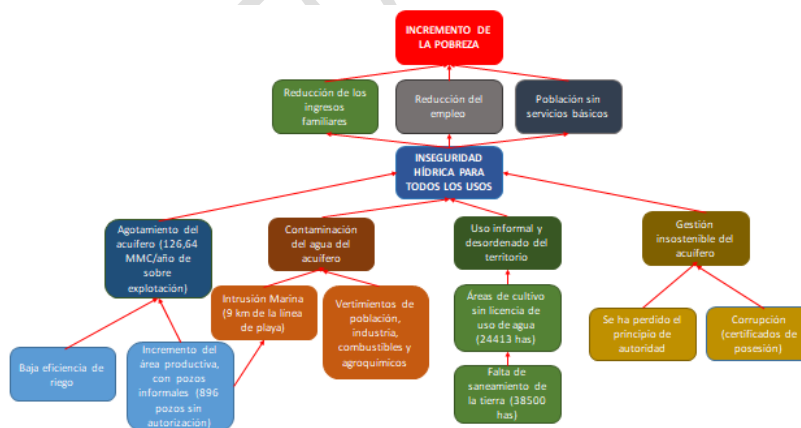 INCREMENTO DE
LA POBREZA
Reducción de los
ingresos
familiares
Reducción del
empleo
Población sin
servicios básicos
INSEGURIDAD
HÍDRICA PARA
TODOS LOS USOS
Agotamiento del
acuífero (126,64
MMC/año de
sobre
explotación)
Contaminación
del agua del
acuífero
Uso informal y
desordenado del
territorio
Gestión
insostenible del
acuífero
Intrusión Marina
(9 km de la línea
de playa)
Vertimientos de
población,
industria,
combustibles y
agroquímicos
Áreas de cultivo
sin licencia de
uso de agua
(24413 has)
Se ha perdido el
principio de
autoridad
Corrupción
(certificados de
posesión)
Baja eficiencia de
riego
Incremento del
área productiva,
con pozos
informales (896
pozos sin
autorización)
Falta de
saneamiento de
la tierra (38500
has)